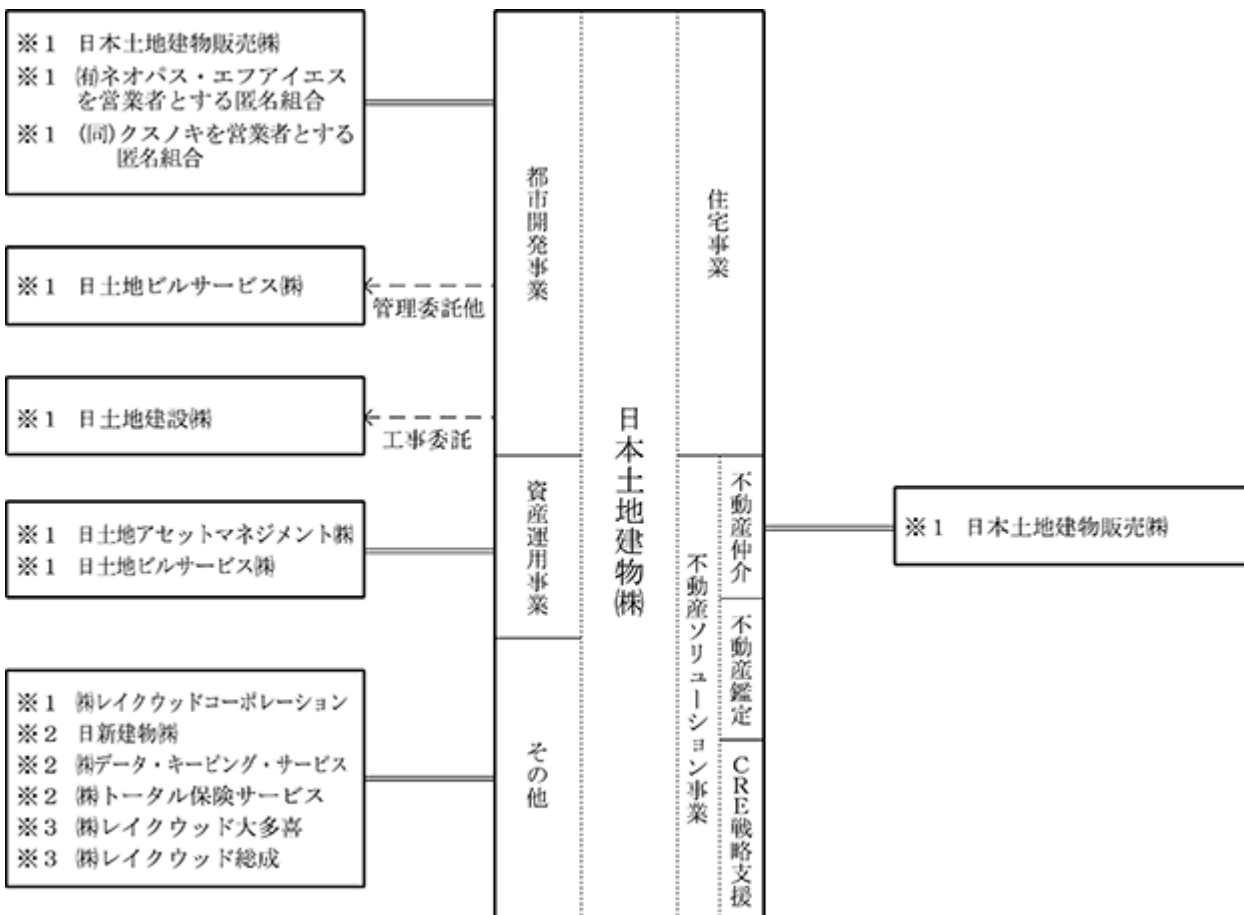 ※1 日本土地建物販売㈱
※1 ㈲ネオパス・エフアイエス
を営業者とする匿名組合
※1 (同)クスノキを営業者とする
匿名組合
※1 日土地ビルサービス㈱
管理委託他
※1 日土地建設㈱
工事委託
※1 日土地アセットマネジメント㈱
※1 日土地ビルサービス㈱
※1 ㈱レイクウッドコーポレーション
※2 日新建物㈱
※2 ㈱データ・キーピング・サービス
※2 ㈱トータル保険サービス
※3 ㈱レイクウッド大多喜
※3 ㈱レイクウッド総成
都市開発事業
資産運用事業
その他
日本土地建物㈱
住宅事業
不動産ソリューション事業
不動産仲介
不動産鑑定
CRE戦略支援
※1 日本土地建物販売㈱